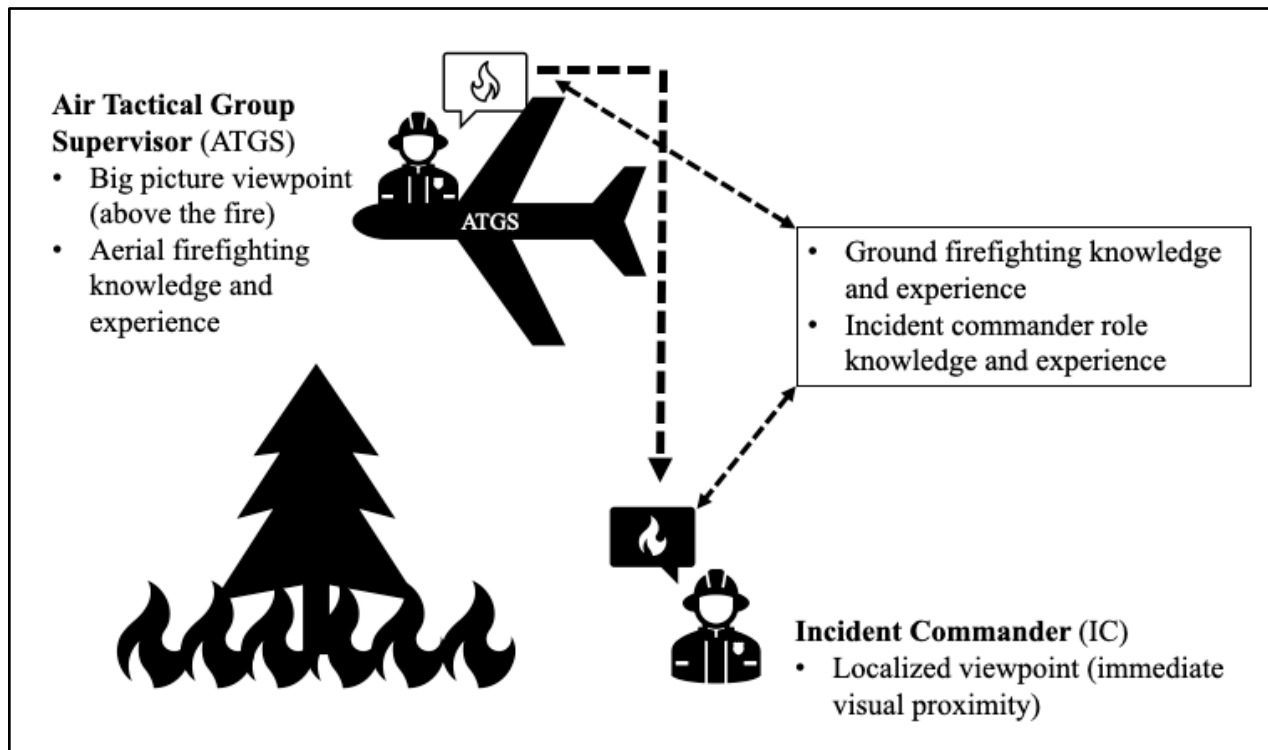 Air Tactical Group
Supervisor (ATGS)
• Big picture viewpoint
(above the fire)
• Aerial firefighting
knowledge and
experience
ATGS
• Ground firefighting knowledge
and experience
• Incident commander role
knowledge and experience
Incident Commander (IC)
• Localized viewpoint (immediate
visual proximity)